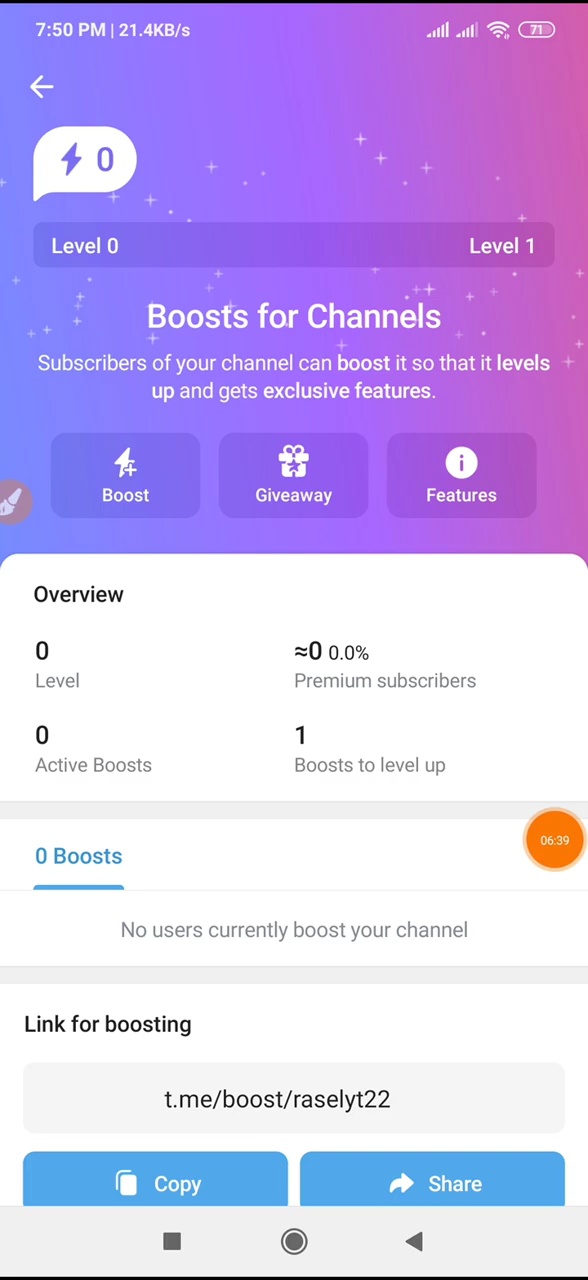 7:50 PM | 21.4KB/s
71
0
Level 0
Level 1
Boosts for Channels
Subscribers of your channel can boost it so that it levels
up and gets exclusive features.
Boost
Giveaway
Features
Overview
0
≈0 0.0%
Level
Premium subscribers
0
1
Active Boosts
Boosts to level up
06:39
0 Boosts
No users currently boost your channel
Link for boosting
t.me/boost/raselyt22
Copy
Share